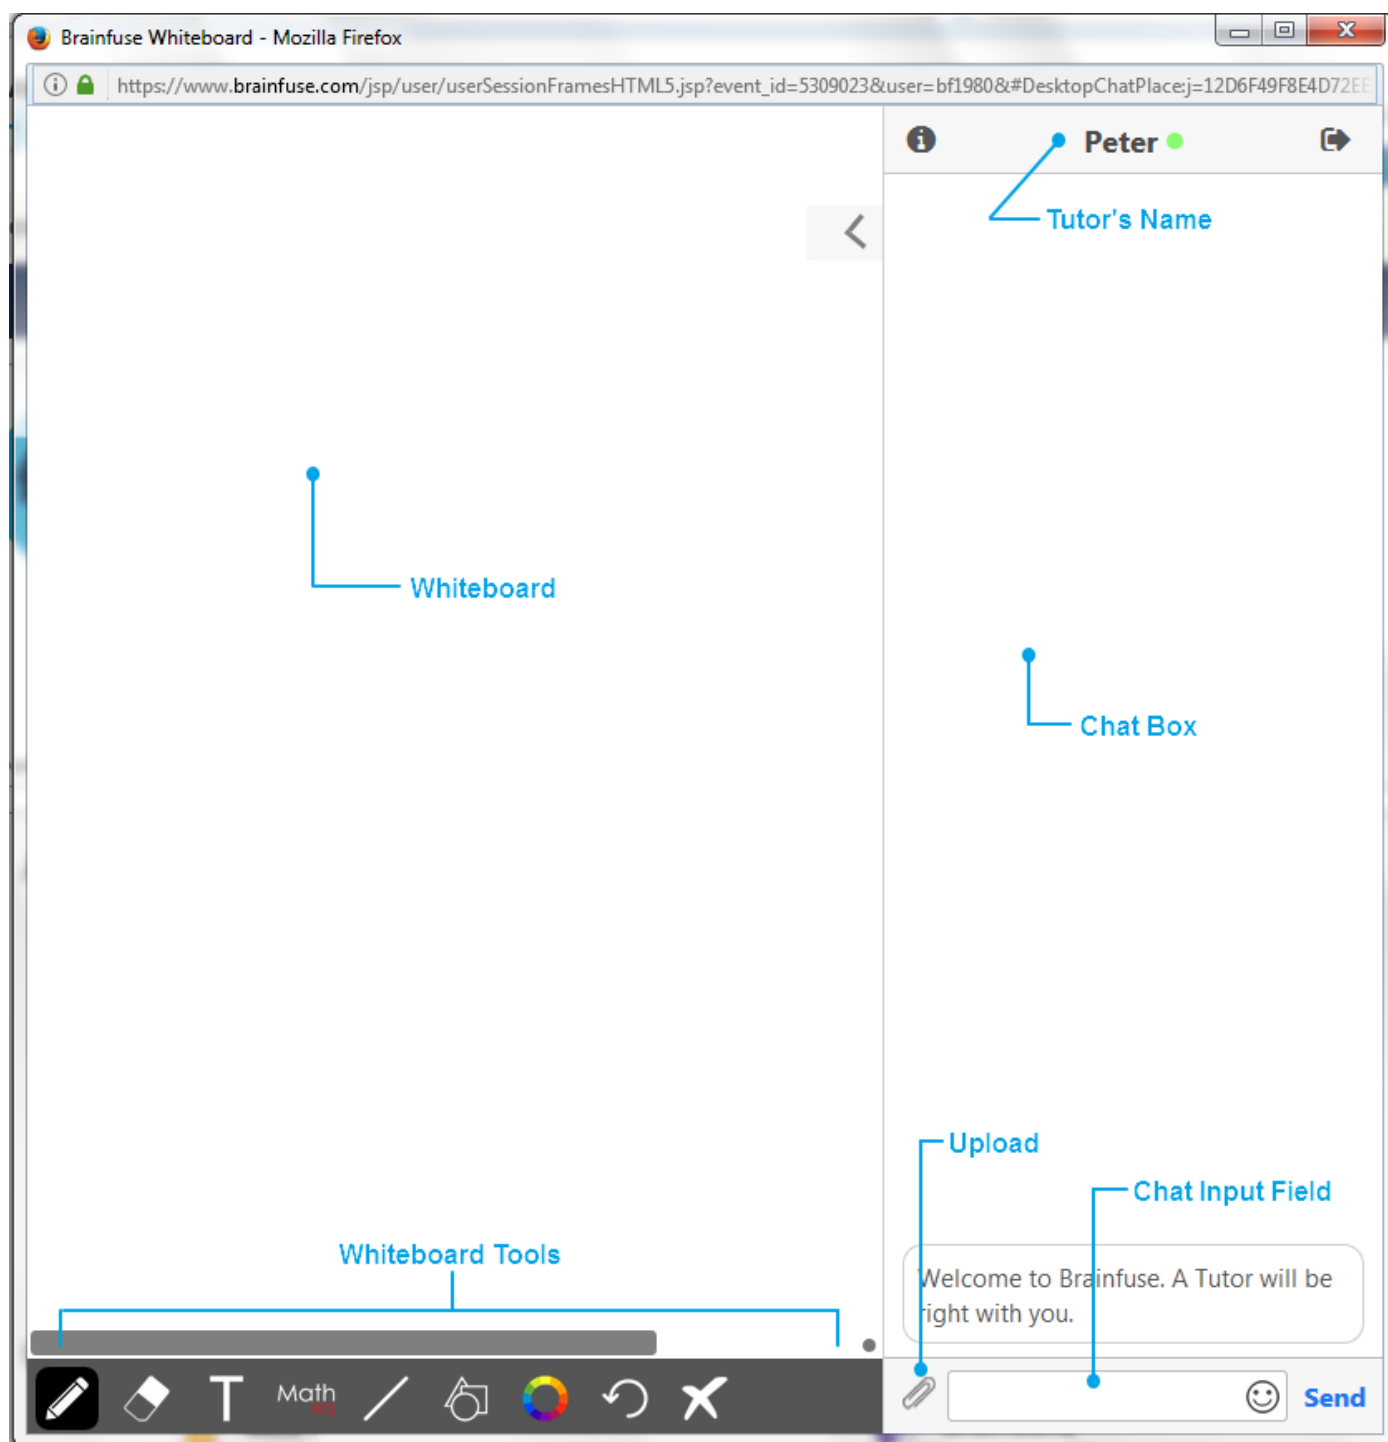 Brainfuse Whiteboard - Mozilla Firefox
https://www.brainfuse.com/jsp/user/userSessionFramesHTML5.jsp?event_id=5309023&user=bf1980&#DesktopChatPlace;j=12D6F49F8E4D72EE
Peter
Tutor's Name
Whiteboard
Chat Box
Upload
Chat Input Field
Whiteboard Tools
Welcome to Brainfuse. A Tutor will be
right with you.
T
Math
eq
Send